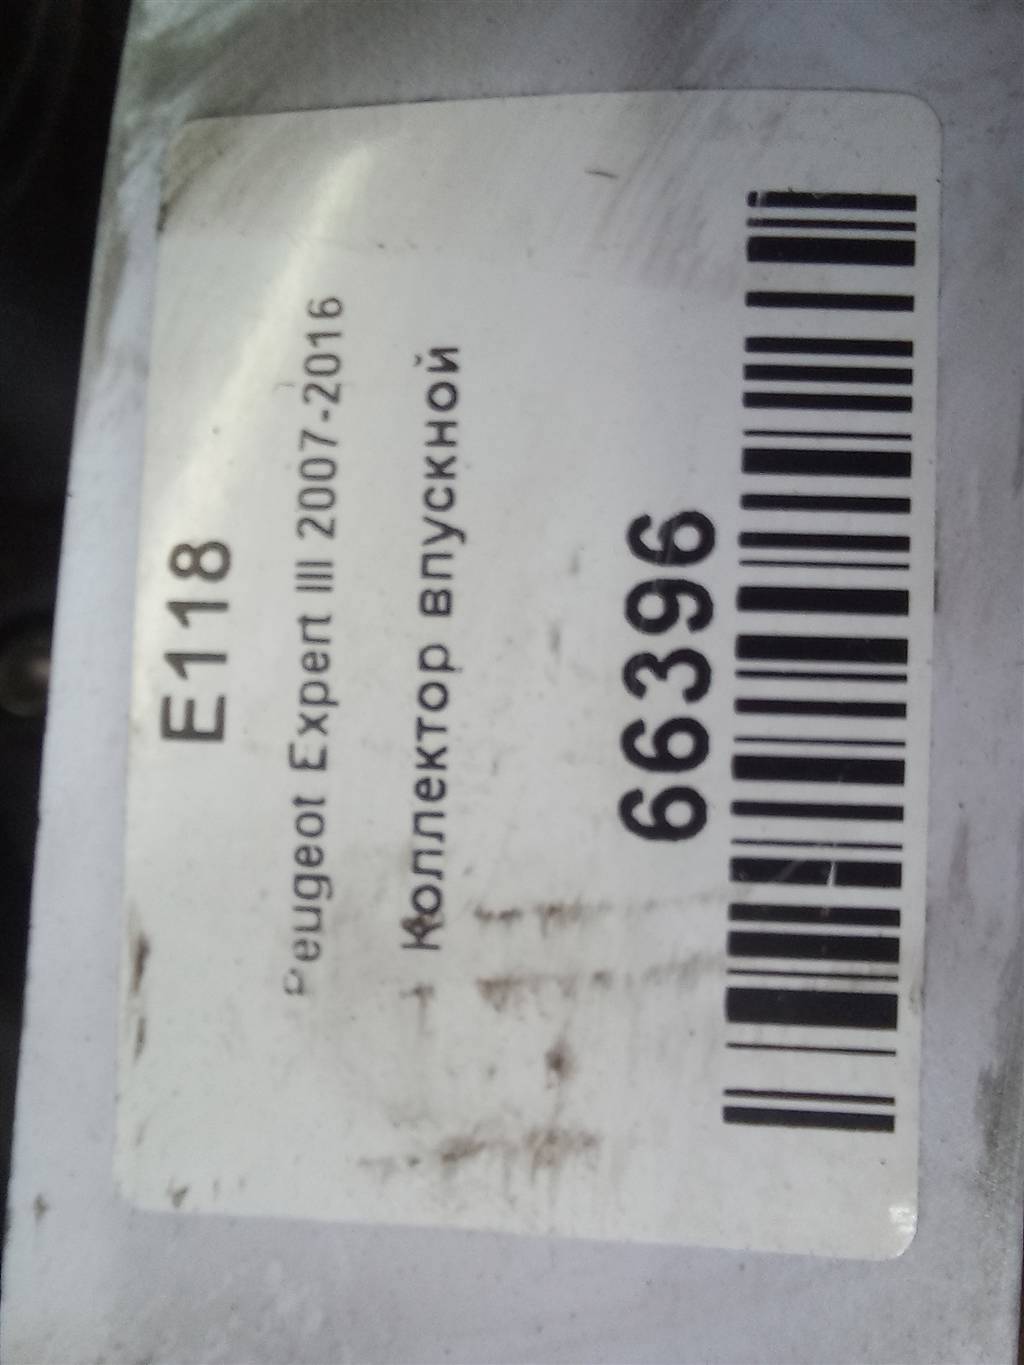 E118
Peugeot Expert III 2007-2016
Коллектор впускной
66396